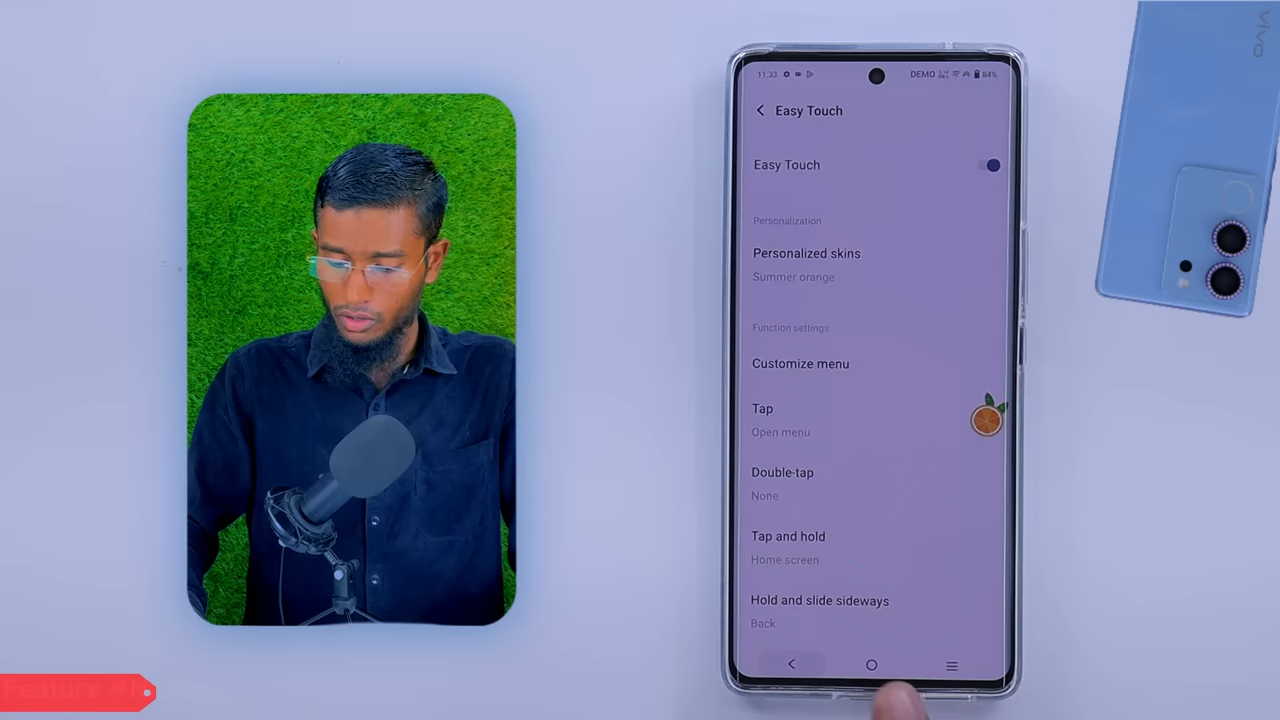 vivo
11:33
DEMO
84%
Easy Touch
Easy Touch
Personalization
Personalized skins
Summer orange
Function settings
Customize menu
Tap
Open menu
Double-tap
None
Tap and hold
Home screen
Hold and slide sideways
Back